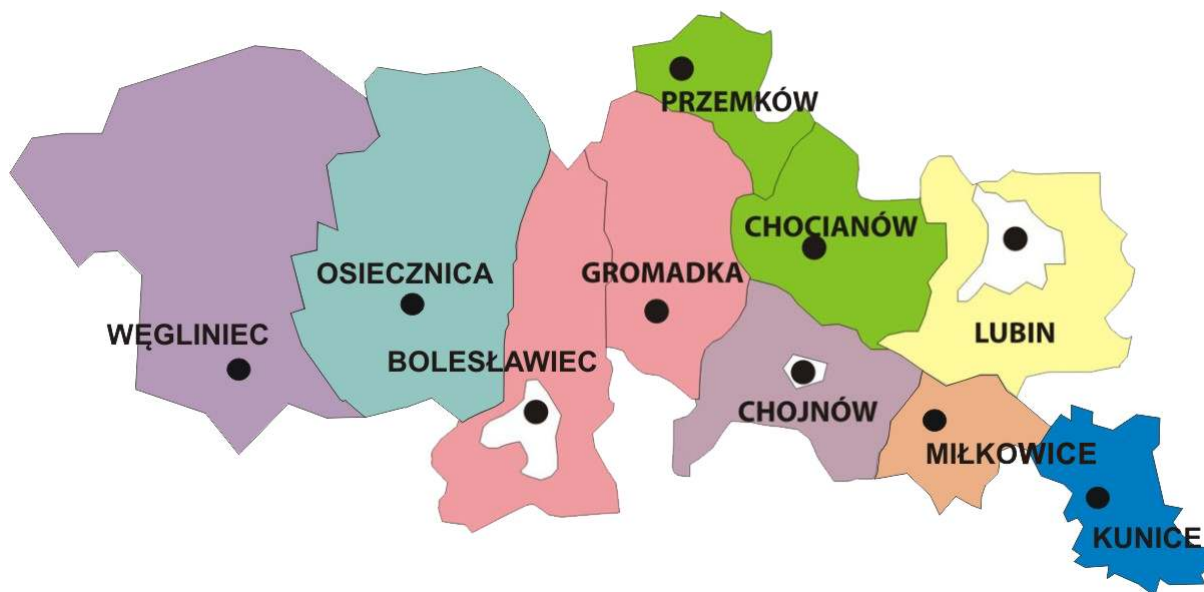 PRZEMKÓW
CHOCIANÓW
OSIECZNICA
GROMADKA
WĘGLINIEC
LUBIN
BOLESŁAWIEC
CHOJNÓW
MIŁKOWICE
KUNICE